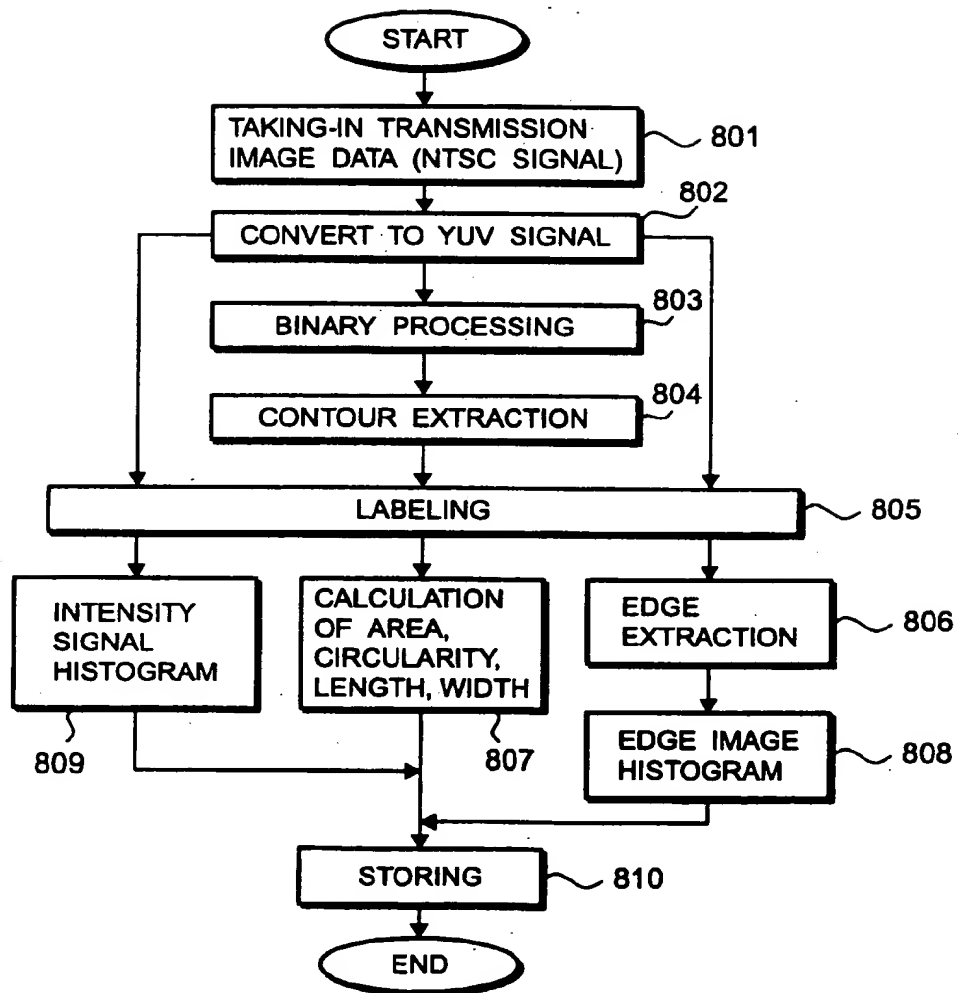 START
TAKING-IN TRANSMISSION
IMAGE DATA (NTSC SIGNAL)
801
802
CONVERT TO YUV SIGNAL
BINARY PROCESSING
803
804
CONTOUR EXTRACTION
LABELING
805
INTENSITY
SIGNAL
HISTOGRAM
809
CALCULATION
OF AREA,
CIRCULARITY,
LENGTH, WIDTH
807
EDGE
EXTRACTION
806
EDGE IMAGE
HISTOGRAM
808
STORING
810
END